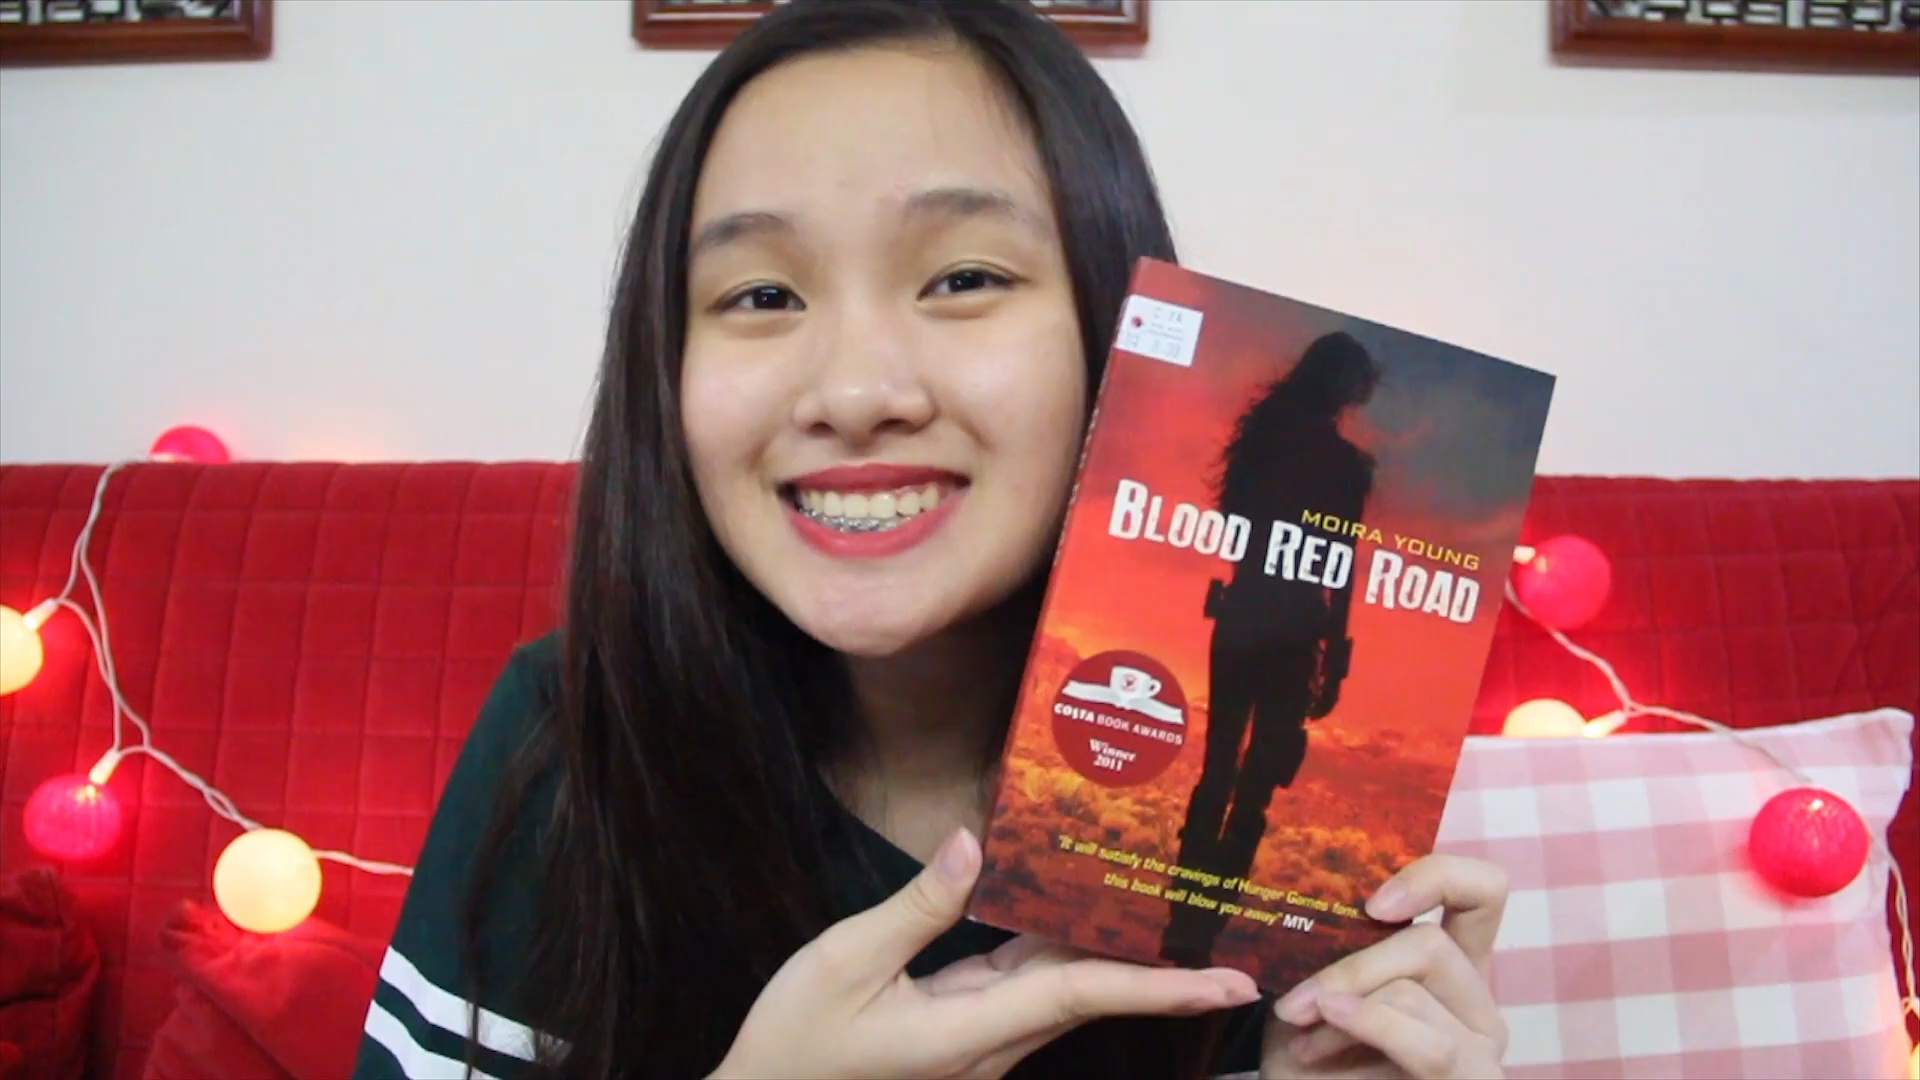 MOIRA YOUNG
BLOOD RED ROAD
COSTA BOOK AWARDS
Winner
2011
"It will satisfy the cravings of Hunger Games fans...
this book will blow you away" MTV